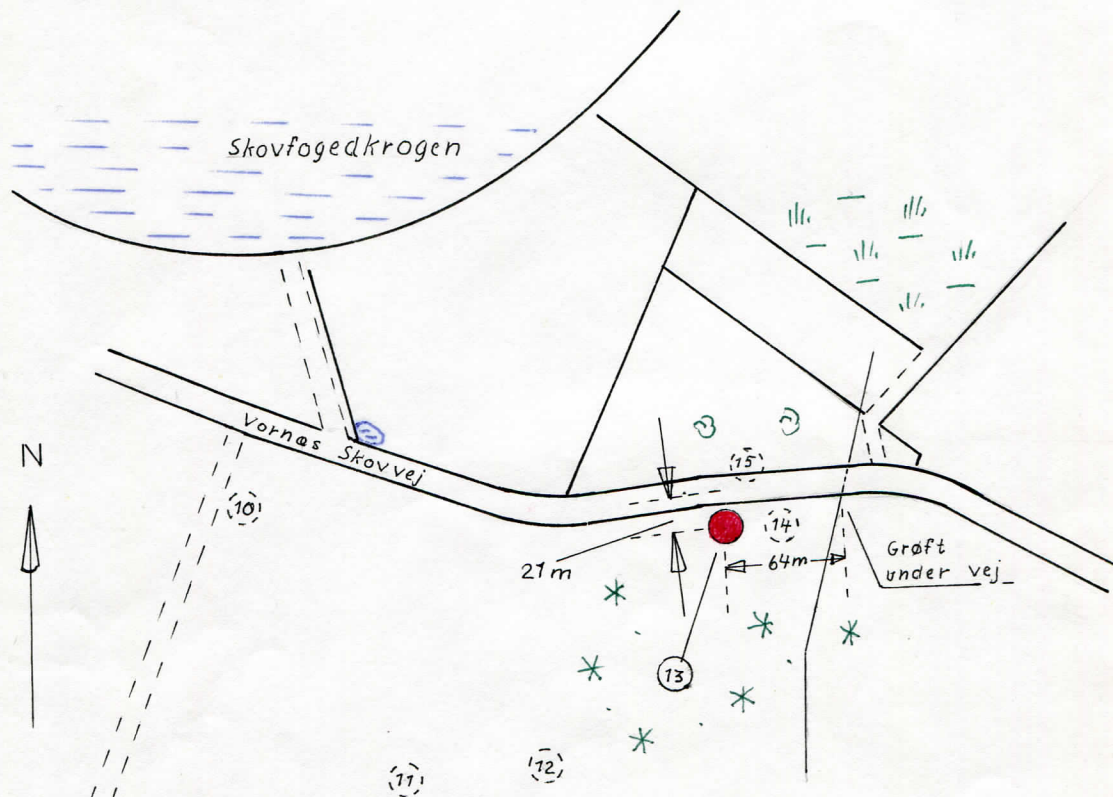 Skovfogedkrogen
Vornæs Skovvej
N
10
15
14
21m
64m
Grøft
under vej
13
12
11